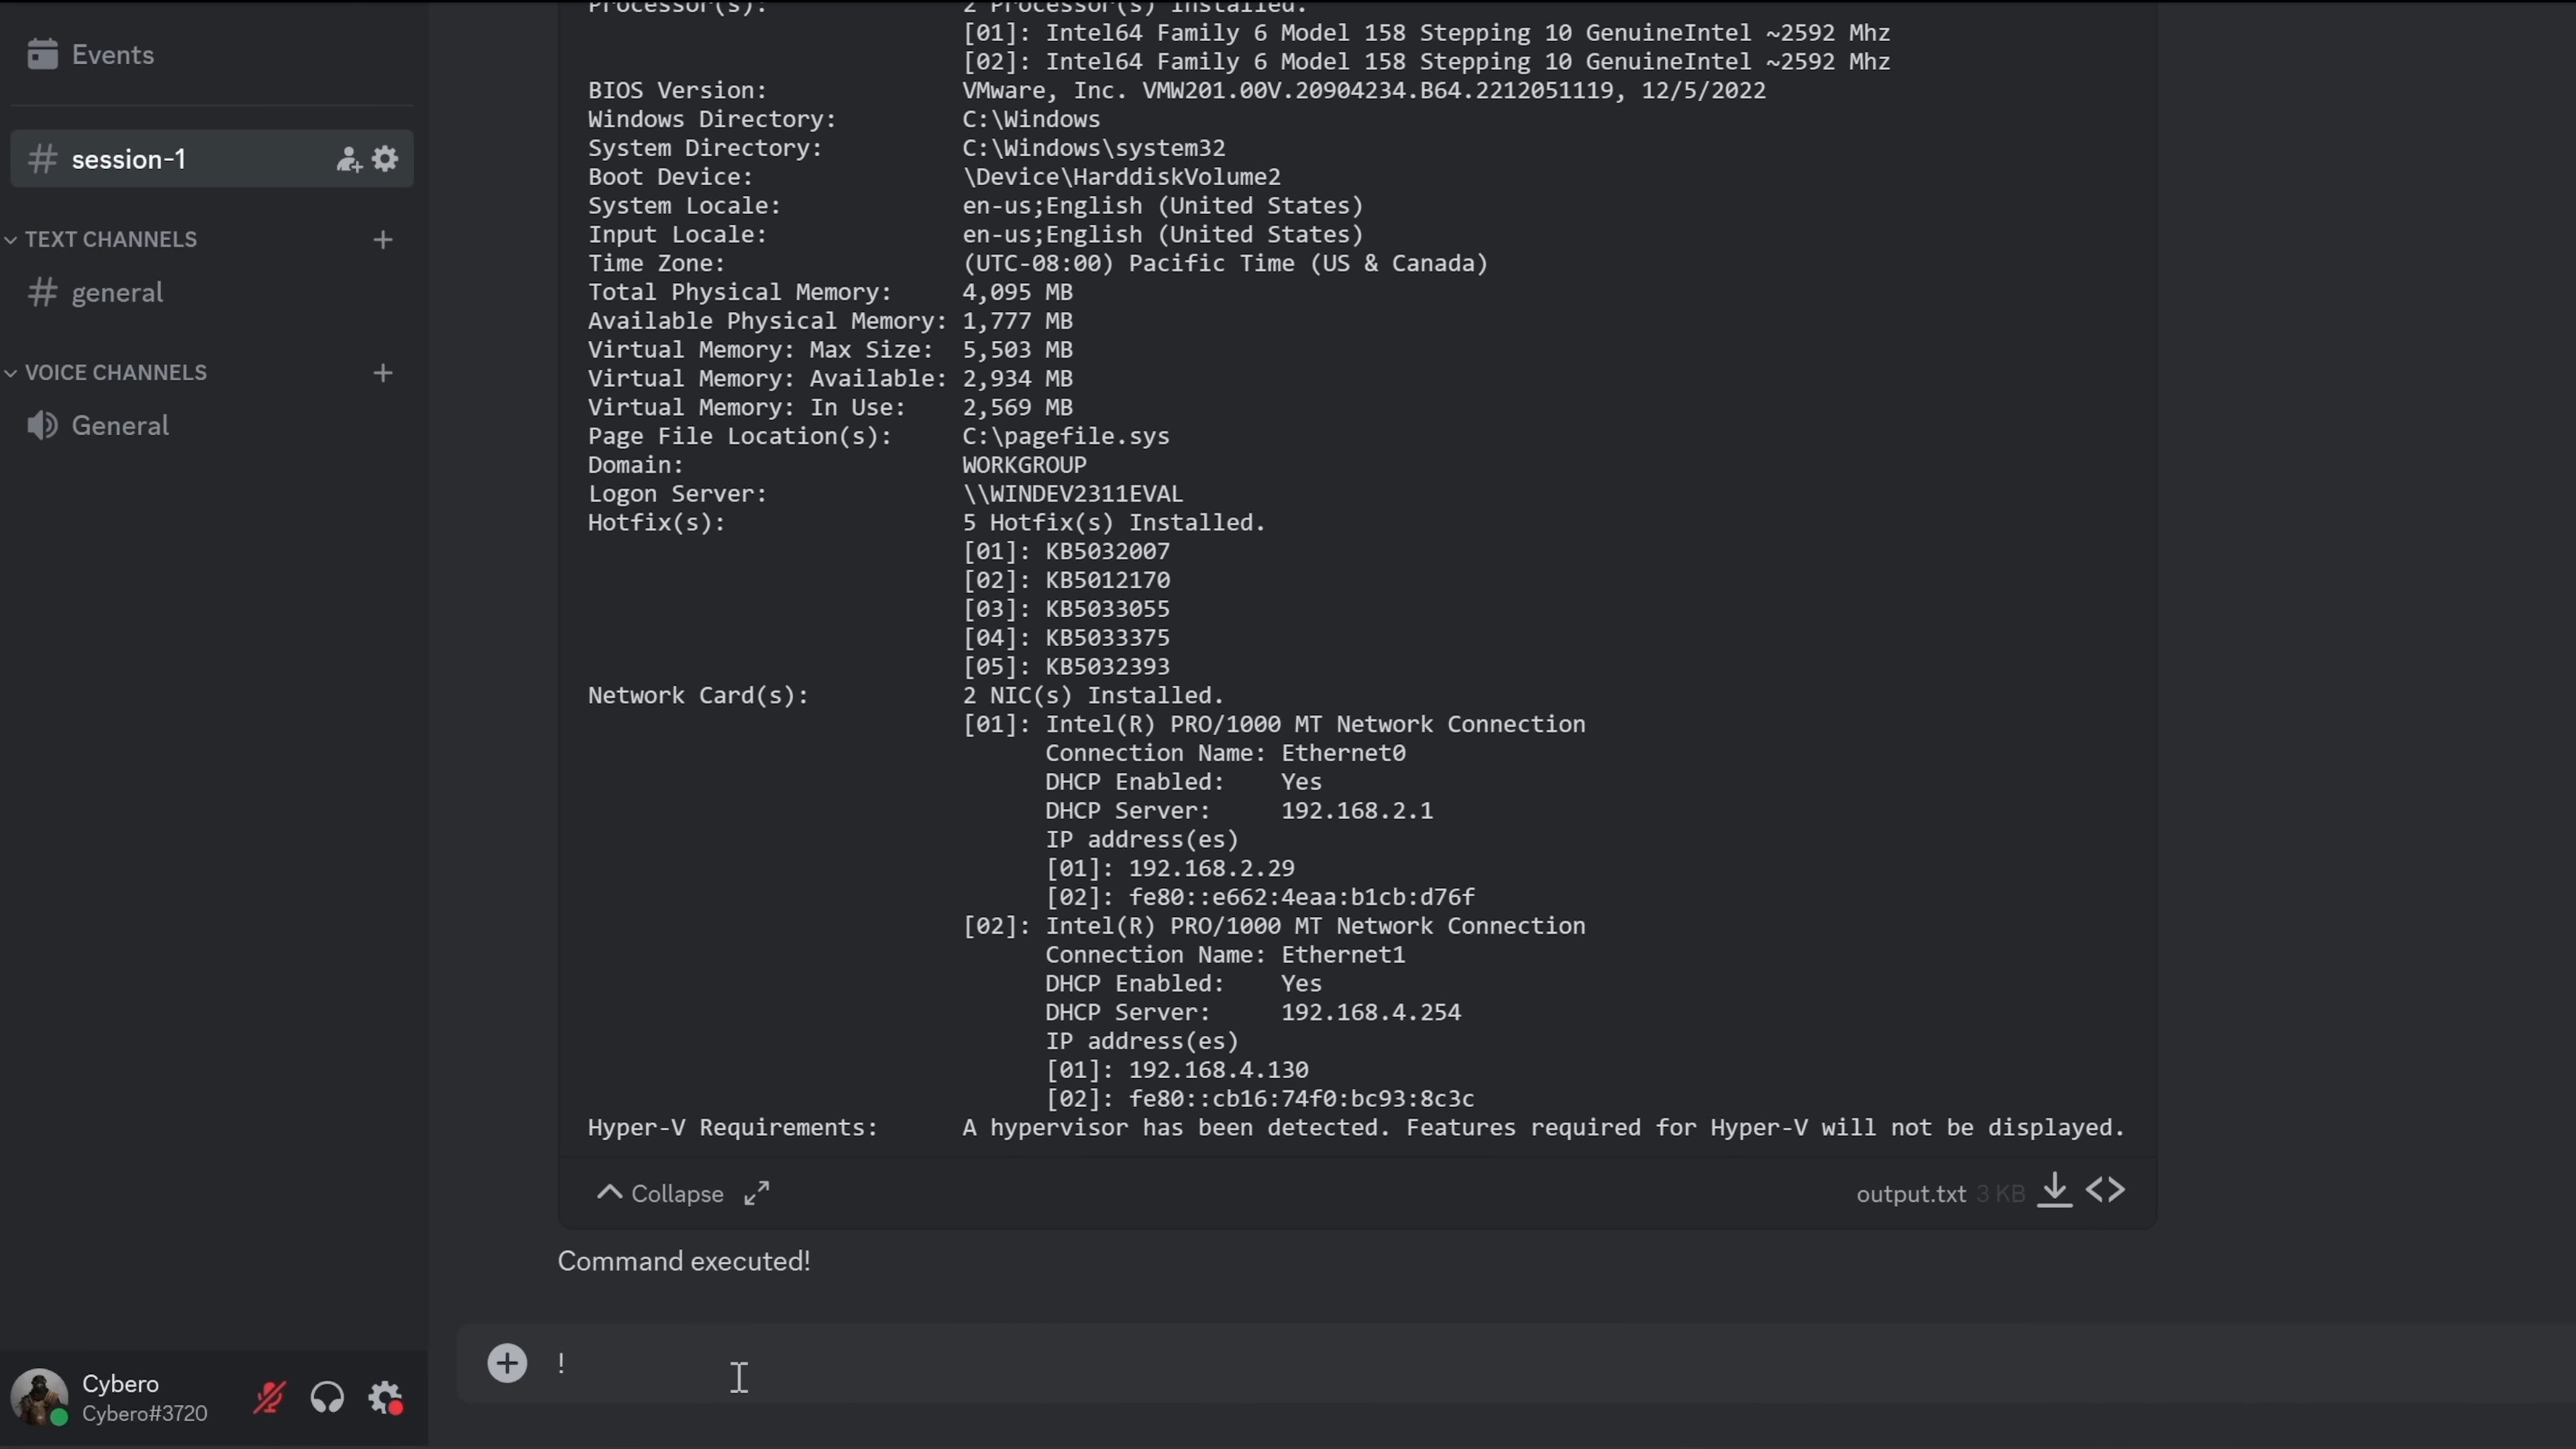 Events
session-1
TEXT CHANNELS
general
VOICE CHANNELS
General
Cybero
Cybero#3720
Processor(s): 2 Processor(s) Installed.
[01]: Intel64 Family 6 Model 158 Stepping 10 GenuineIntel ~2592 Mhz
[02]: Intel64 Family 6 Model 158 Stepping 10 GenuineIntel ~2592 Mhz
BIOS Version: VMware, Inc. VMW201.00V.20904234.B64.2212051119, 12/5/2022
Windows Directory: C:\Windows
System Directory: C:\Windows\system32
Boot Device: \Device\HarddiskVolume2
System Locale: en-us;English (United States)
Input Locale: en-us;English (United States)
Time Zone: (UTC-08:00) Pacific Time (US & Canada)
Total Physical Memory: 4,095 MB
Available Physical Memory: 1,777 MB
Virtual Memory: Max Size: 5,503 MB
Virtual Memory: Available: 2,934 MB
Virtual Memory: In Use: 2,569 MB
Page File Location(s): C:\pagefile.sys
Domain: WORKGROUP
Logon Server: \\WINDEV2311EVAL
Hotfix(s): 5 Hotfix(s) Installed.
[01]: KB5032007
[02]: KB5012170
[03]: KB5033055
[04]: KB5033375
[05]: KB5032393
Network Card(s): 2 NIC(s) Installed.
[01]: Intel(R) PRO/1000 MT Network Connection
Connection Name: Ethernet0
DHCP Enabled: Yes
DHCP Server: 192.168.2.1
IP address(es)
[01]: 192.168.2.29
[02]: fe80::e662:4eaa:b1cb:d76f
[02]: Intel(R) PRO/1000 MT Network Connection
Connection Name: Ethernet1
DHCP Enabled: Yes
DHCP Server: 192.168.4.254
IP address(es)
[01]: 192.168.4.130
[02]: fe80::cb16:74f0:bc93:8c3c
Hyper-V Requirements: A hypervisor has been detected. Features required for Hyper-V will not be displayed.
Collapse
output.txt 3 KB
Command executed!
!